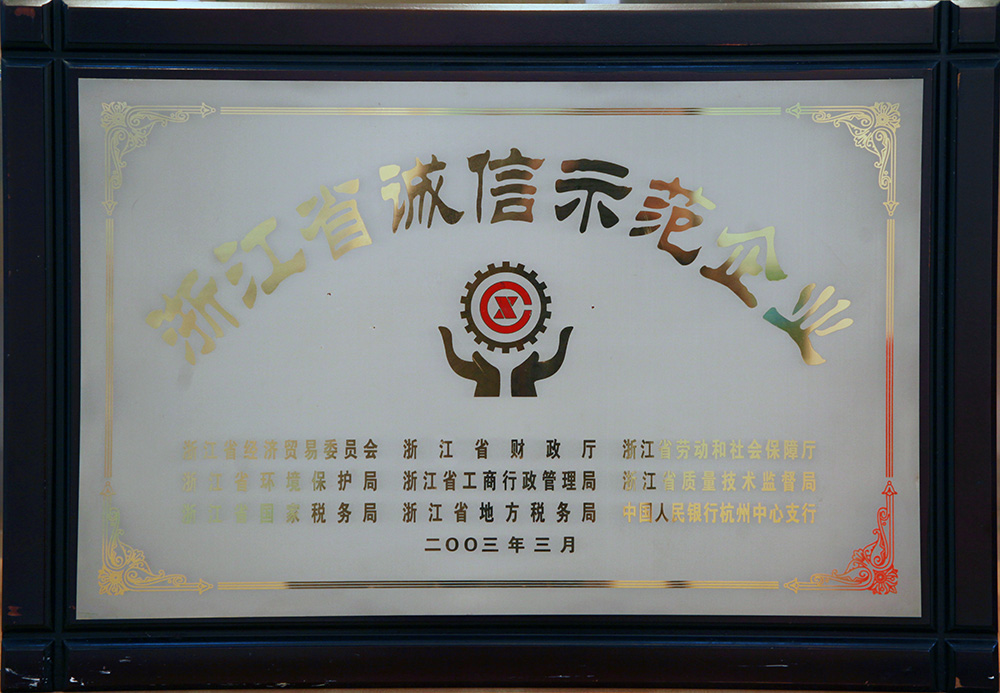 浙江省诚信示范企业
浙江省经济贸易委员会 浙江省财政厅 浙江省劳动和社会保障厅
浙江省环境保护局 浙江省工商行政管理局 浙江省质量技术监督局
浙江省国家税务局 浙江省地方税务局 中国人民银行杭州中心支行
二OO三年三月